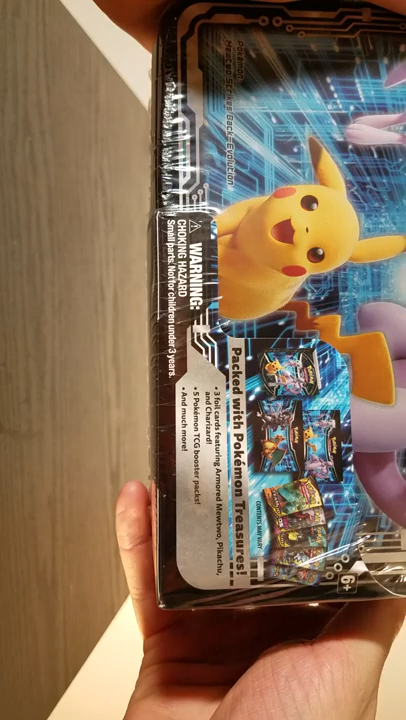 Pokémon
Mewtwo Strikes Back—Evolution
WARNING:
CHOKING HAZARD
Small parts. Not for children under 3 years.
Packed with Pokémon Treasures!
• 3 foil cards featuring Armored Mewtwo, Pikachu,
and Charizard!
• 5 Pokémon TCG booster packs!
• And much more!
CONTENTS MAY VARY
6+